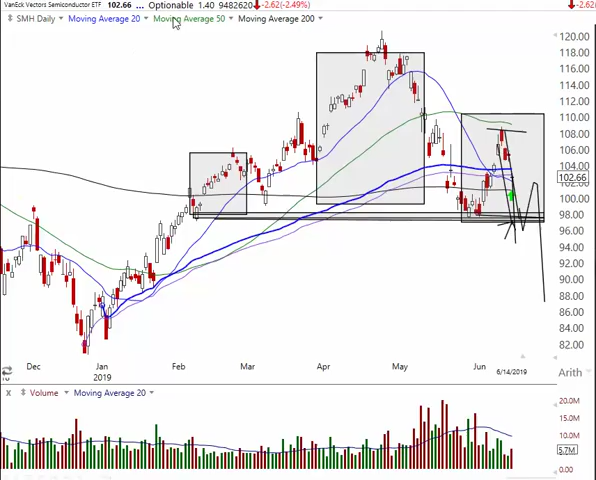 VanEck Vectors Semiconductor ETF 102.66 ... Optionable 1.40 9482620 -2.62(-2.49%) -2.62
SMH Daily Moving Average 20 Moving Average 50 Moving Average 200
120.00
118.00
114.00
112.00
110.00
108.00
106.00
104.00
102.66
102.00
100.00
98.00
96.00
94.00
92.00
90.00
88.00
86.00
84.00
82.00
Dec Jan Feb Mar Apr May Jun 6/14/2019 Arith
2019
X Volume Moving Average 20
20.0M
15.0M
10.0M
5.7M
0.00